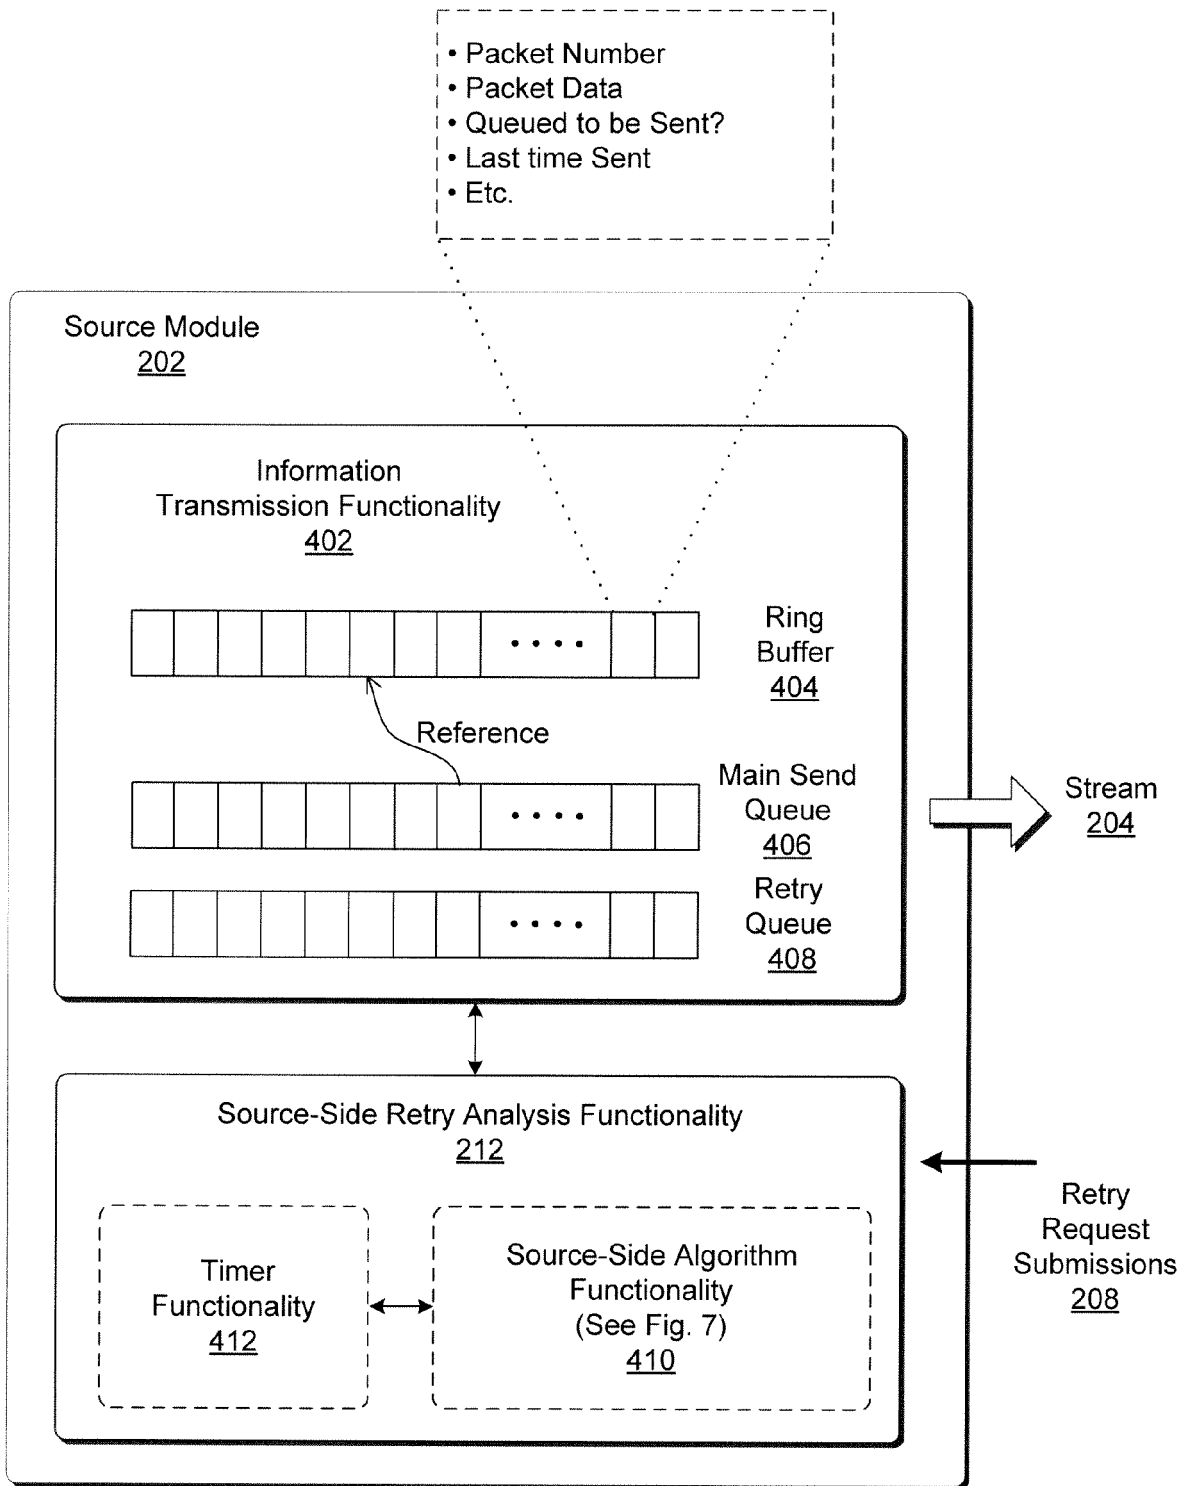 • Packet Number
• Packet Data
• Queued to be Sent?
• Last time Sent
• Etc.
Source Module
202
Information
Transmission Functionality
402
Ring
Buffer
404
Reference
Main Send
Queue
406
Stream
204
Retry
Queue
408
Source-Side Retry Analysis Functionality
212
Retry
Request
Submissions
208
Timer
Functionality
412
Source-Side Algorithm
Functionality
(See Fig. 7)
410